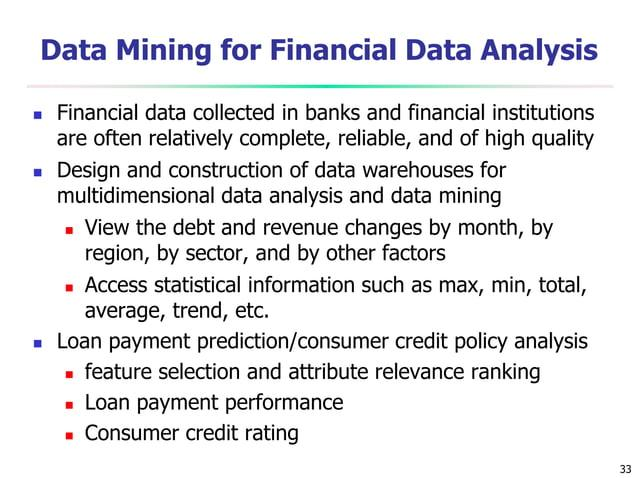 Data Mining for Financial Data Analysis
Financial data collected in banks and financial institutions
are often relatively complete, reliable, and of high quality
Design and construction of data warehouses for
multidimensional data analysis and data mining
View the debt and revenue changes by month, by
region, by sector, and by other factors
Access statistical information such as max, min, total,
average, trend, etc.
Loan payment prediction/consumer credit policy analysis
feature selection and attribute relevance ranking
Loan payment performance
Consumer credit rating
33